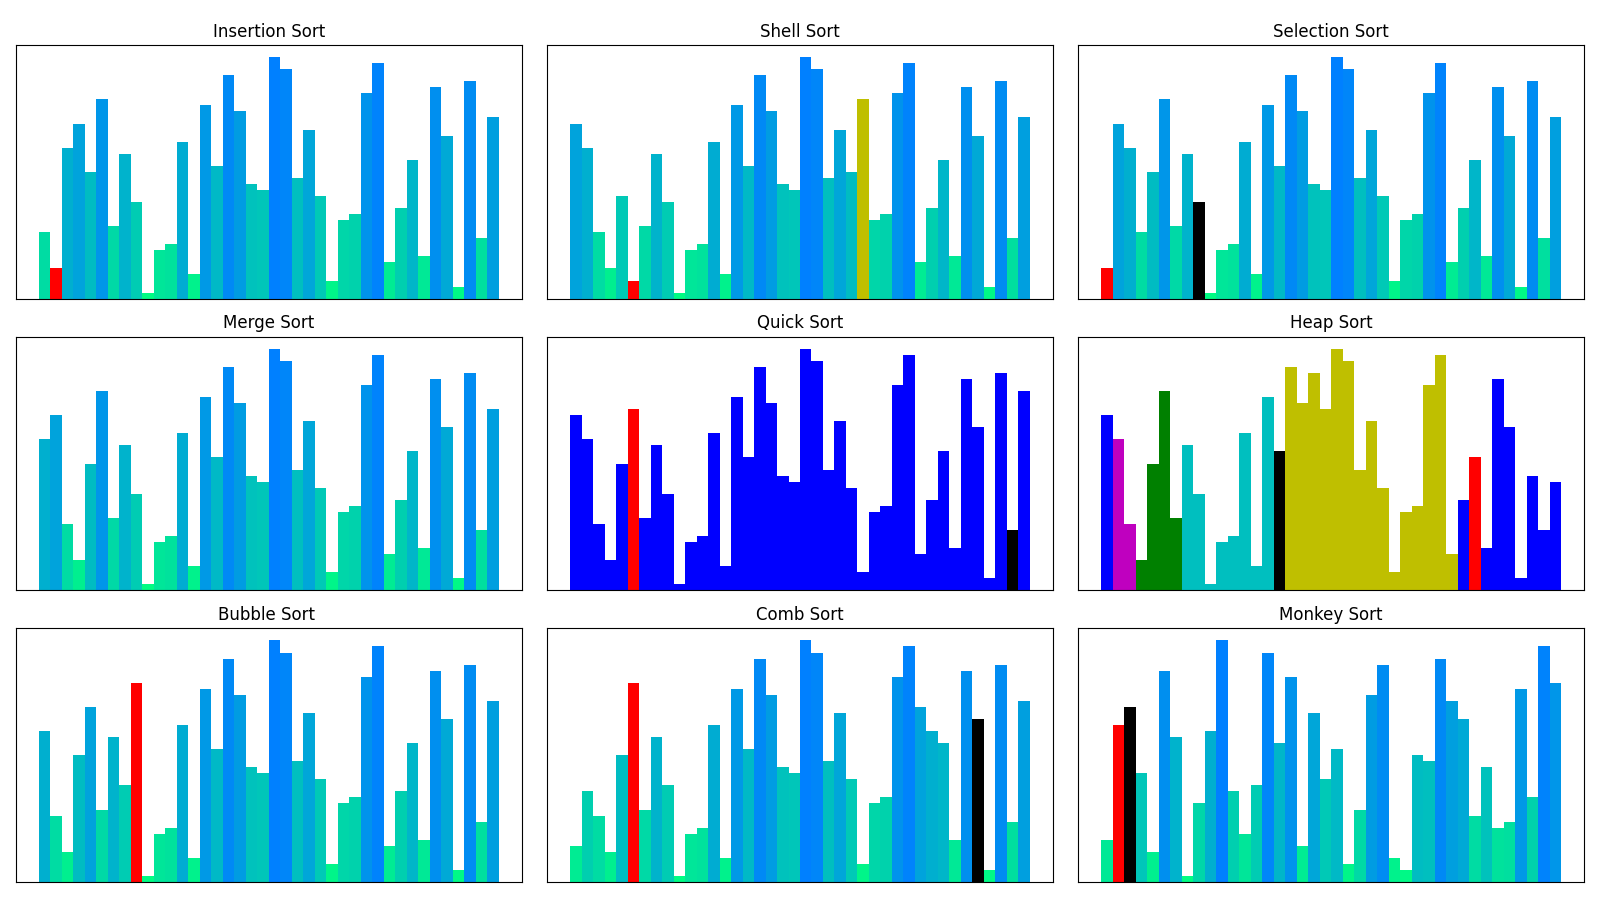 Insertion Sort
Shell Sort
Selection Sort
Merge Sort
Quick Sort
Heap Sort
Bubble Sort
Comb Sort
Monkey Sort